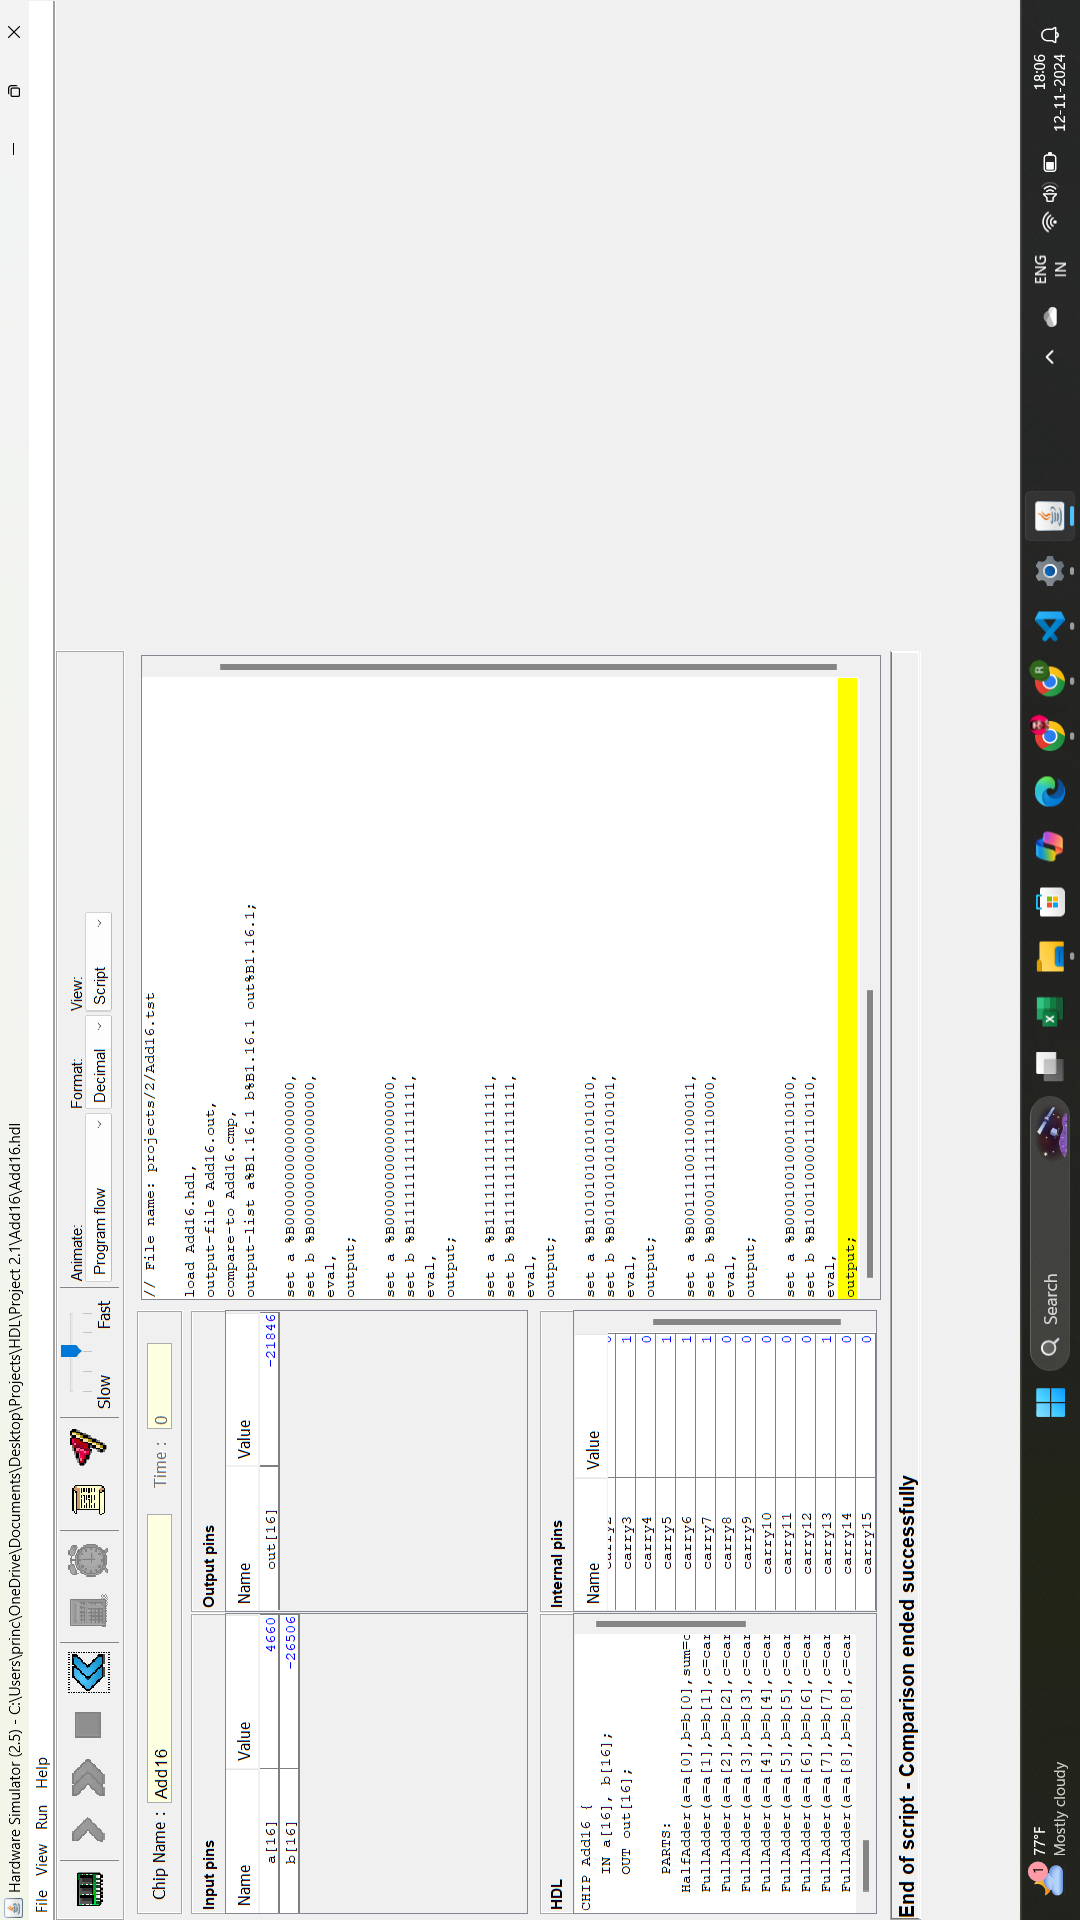 Hardware Simulator (2.5) - C:\Users\princ\OneDrive\Documents\Desktop\Projects\HDL\Project 2.1\Add16\Add16.hdl
File View Run Help
Slow Fast
Animate:
Program flow
Format:
Decimal
View:
Script
Chip Name : Add16 Time : 0
Input pins
Name Value
a[16] 4660
b[16] -26506
Output pins
Name Value
out[16] -21846
HDL
CHIP Add16 {
IN a[16], b[16];
OUT out[16];
PARTS:
HalfAdder(a=a[0],b=b[0],sum=c
FullAdder(a=a[1],b=b[1],c=car
FullAdder(a=a[2],b=b[2],c=car
FullAdder(a=a[3],b=b[3],c=car
FullAdder(a=a[4],b=b[4],c=car
FullAdder(a=a[5],b=b[5],c=car
FullAdder(a=a[6],b=b[6],c=car
FullAdder(a=a[7],b=b[7],c=car
FullAdder(a=a[8],b=b[8],c=car
Internal pins
Name Value
carry3 1
carry4 0
carry5 1
carry6 1
carry7 1
carry8 0
carry9 0
carry10 0
carry11 0
carry12 0
carry13 1
carry14 0
carry15 0
// File name: projects/2/Add16.tst
load Add16.hdl,
output-file Add16.out,
compare-to Add16.cmp,
output-list a%B1.16.1 b%B1.16.1 out%B1.16.1;
set a %B0000000000000000,
set b %B0000000000000000,
eval,
output;
set a %B0000000000000000,
set b %B1111111111111111,
eval,
output;
set a %B1111111111111111,
set b %B1111111111111111,
eval,
output;
set a %B1010101010101010,
set b %B0101010101010101,
eval,
output;
set a %B0011110011000011,
set b %B0000111111110000,
eval,
output;
set a %B0001001000110100,
set b %B1001100001110110,
eval,
output;
End of script - Comparison ended successfully
1
77°F
Mostly cloudy
Search
R
ENG
IN
18:06
12-11-2024